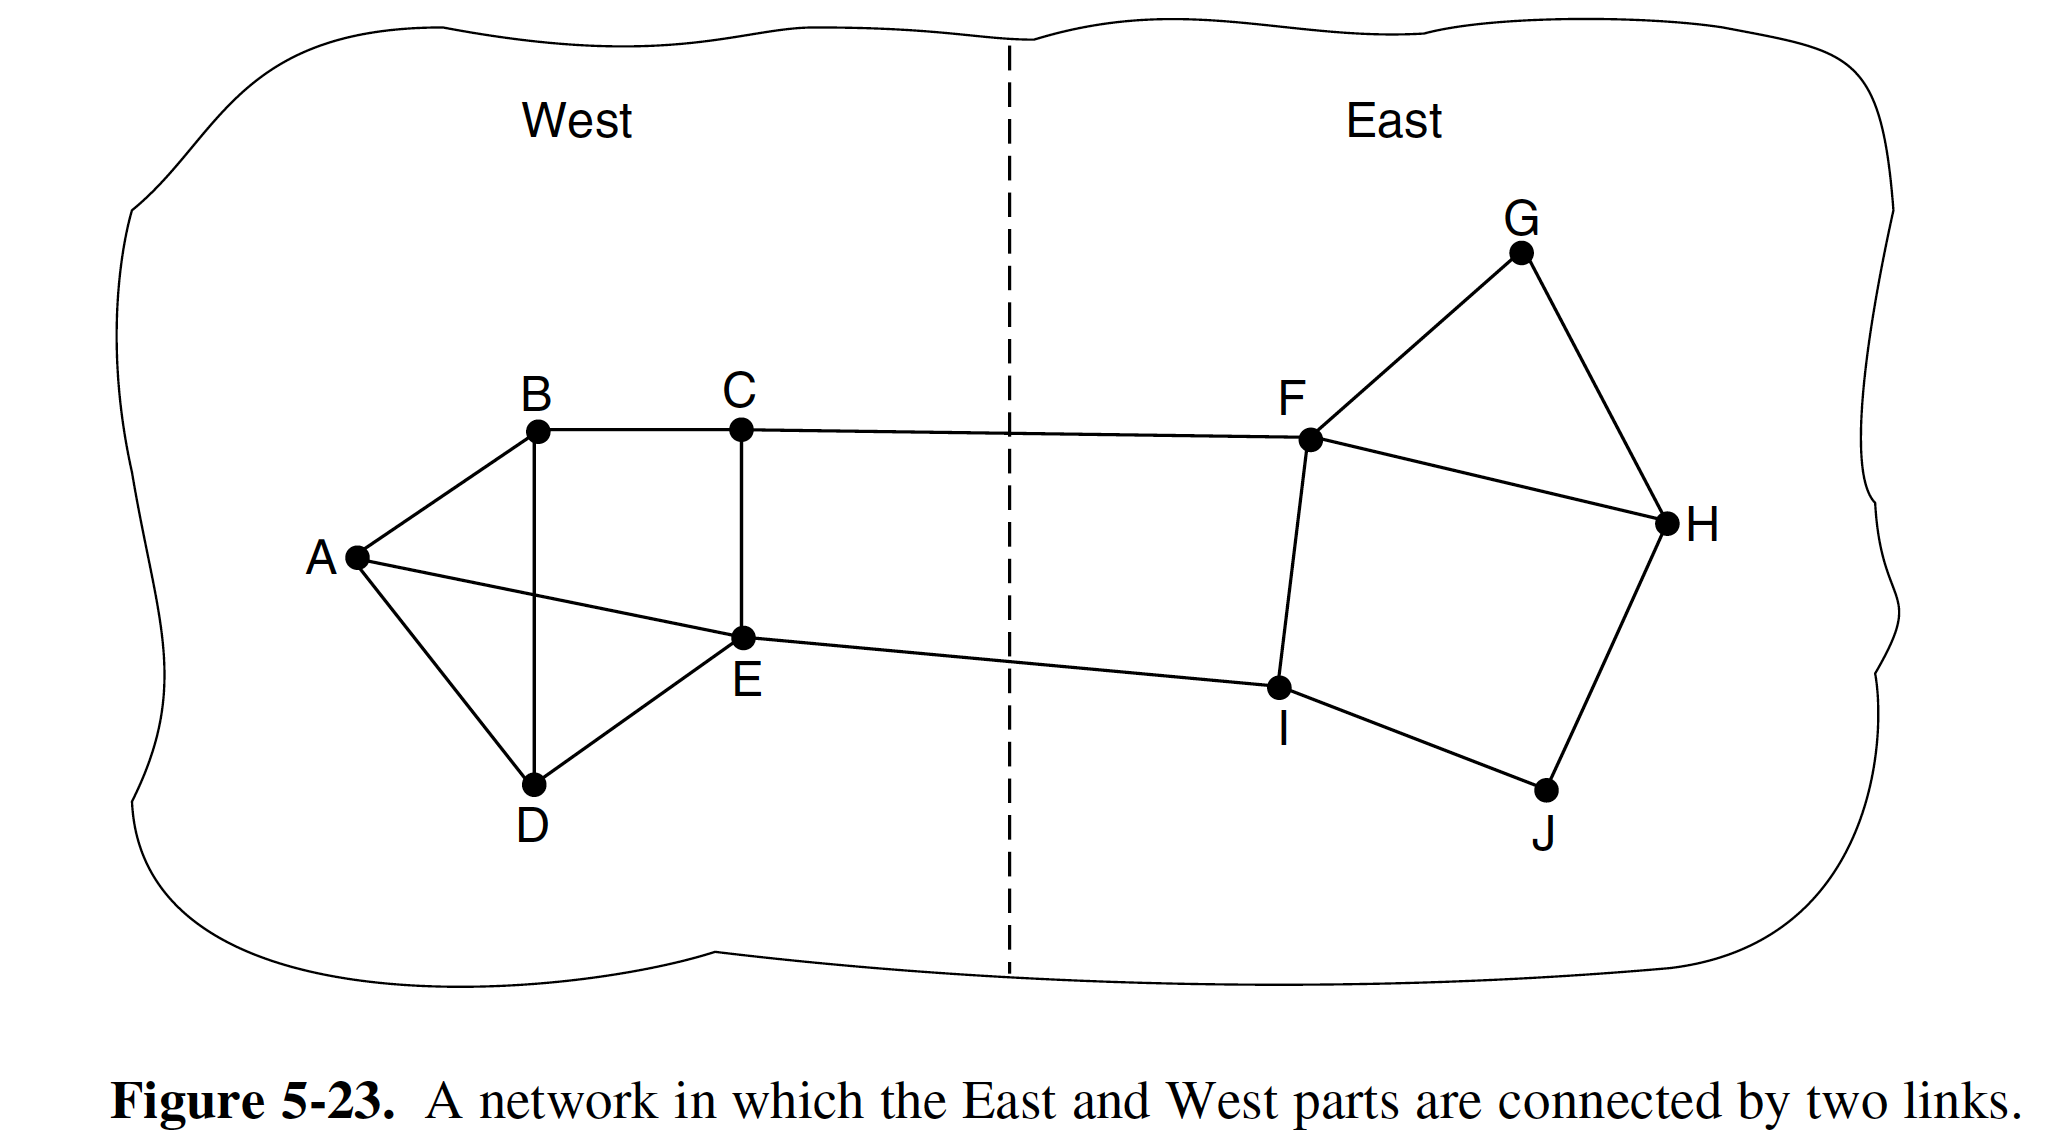 West
East
G
B
C
F
A
H
E
I
D
J
Figure 5-23. A network in which the East and West parts are connected by two links.